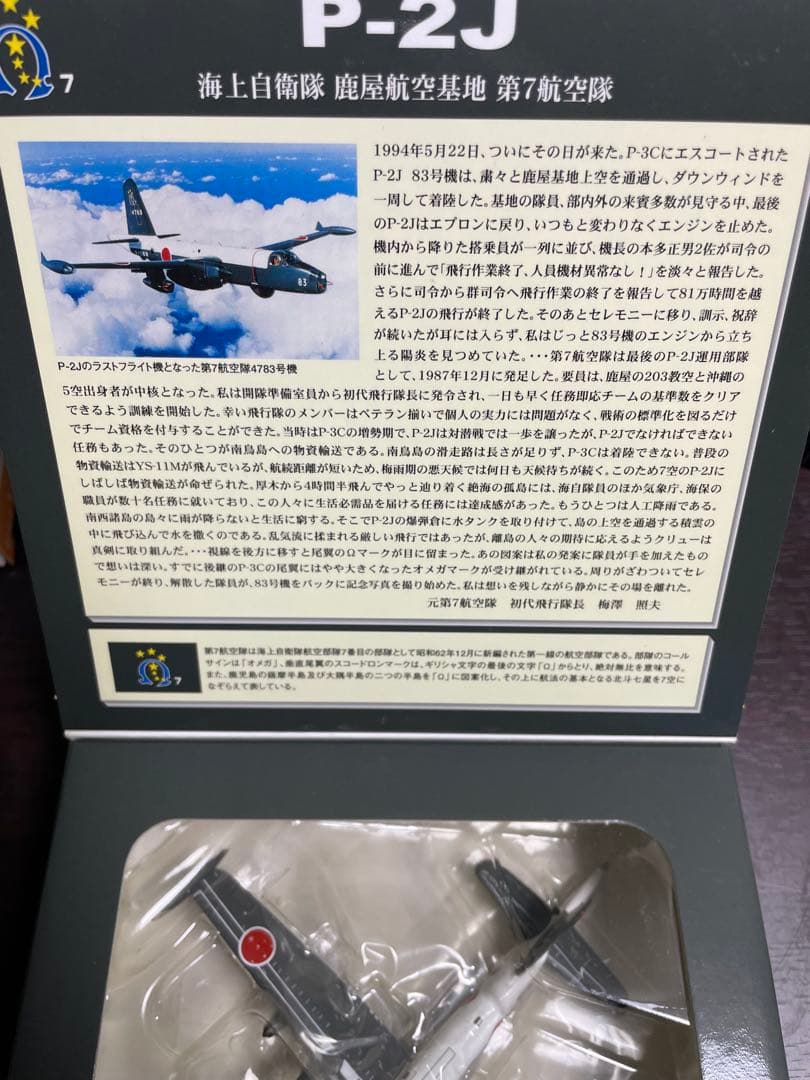 P-2J
7
海上自衛隊 鹿屋航空基地 第7航空隊
1994年5月22日、ついにその日が来た。P-3Cにエスコートされた
P-2J 83号機は、粛々と鹿屋基地上空を通過し、ダウンウィンドを
一周して着陸した。基地の隊員、部内外の来賓多数が見守る中、最後
のP-2Jはエプロンに戻り、いつもと変わりなくエンジンを止めた。
機内から降りた搭乗員が一列に並び、機長の本多正男2佐が司令の
前に進んで「飛行作業終了、人員機材異常なし!」を淡々と報告した。
さらに司令から群司令へ飛行作業の終了を報告して81万時間を越
えるP-2Jの飛行が終了した。そのあとセレモニーに移り、訓示、祝辞
が続いたが耳には入らず、私はじっと83号機のエンジンから立ち
上る陽炎を見つめていた。・・・第7航空隊は最後のP-2J運用部隊
として、1987年12月に発足した。要員は、鹿屋の203教空と沖縄の
4783
83
P-2Jのラストフライト機となった第7航空隊4783号機
5空出身者が中核となった。私は開隊準備室員から初代飛行隊長に発令され、一日も早く任務即応チームの基準数をクリア
できるよう訓練を開始した。幸い飛行隊のメンバーはベテラン揃いで個人の実力には問題がなく、戦術の標準化を図るだけ
でチーム資格を付与することができた。当時はP-3Cの増勢期で、P-2Jは対潜戦では一歩を譲ったが、P-2Jでなければできない
任務もあった。そのひとつが南鳥島への物資輸送である。南鳥島の滑走路は長さが足りず、P-3Cは着陸できない。普段の
物資輸送はYS-11Mが飛んでいるが、航続距離が短いため、梅雨期の悪天候では何日も天候待ちが続く。このため7空のP-2Jに
しばしば物資輸送が命ぜられた。厚木から4時間半飛んでやっと辿り着く絶海の孤島には、海自隊員のほか気象庁、海保の
職員が数十名任務に就いており、この人々に生活必需品を届ける任務には達成感があった。もうひとつは人工降雨である。
南西諸島の島々に雨が降らないと生活に窮する。そこでP-2Jの爆弾倉に水タンクを取り付けて、島の上空を通過する積雲の
中に飛び込んで水を撒くのである。乱気流に揉まれる厳しい飛行ではあったが、離島の人々の期待に応えるようクリューは
真剣に取り組んだ。・・・視線を後方に移すと尾翼のΩマークが目に留まった。あの図案は私の発案に隊員が手を加えたもの
で想いは深い。すでに後継のP-3Cの尾翼にはやや大きくなったオメガマークが受け継がれている。周りがざわついてセレ
モニーが終り、解散した隊員が、83号機をバックに記念写真を撮り始めた。私は想いを残しながら静かにその場を離れた。
元第7航空隊 初代飛行隊長 梅澤 照夫
7
第7航空隊は海上自衛隊航空部隊7番目の部隊として昭和62年12月に新編された第一線の航空部隊である。部隊のコール
サインは「オメガ」、垂直尾翼のスコードロンマークは、ギリシャ文字の最後の文字「Ω」からとり、絶対無比を意味する。
また、鹿児島の薩摩半島及び大隅半島の二つの半島を「Ω」に図案化し、その上に航法の基本となる北斗七星を7空に
なぞらえて表している。